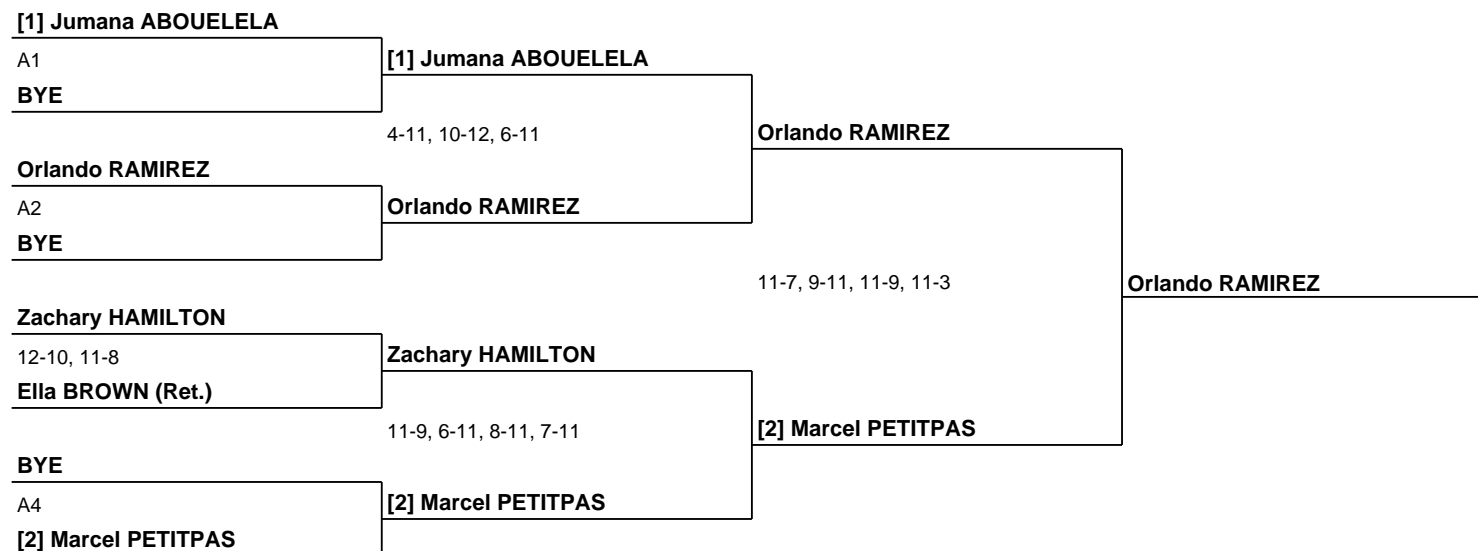 [1] Jumana ABOUELELA
A1
BYE
[1] Jumana ABOUELELA
4-11, 10-12, 6-11
Orlando RAMIREZ
A2
BYE
Orlando RAMIREZ
Orlando RAMIREZ
11-7, 9-11, 11-9, 11-3
Orlando RAMIREZ
Zachary HAMILTON
12-10, 11-8
Ella BROWN (Ret.)
Zachary HAMILTON
11-9, 6-11, 8-11, 7-11
[2] Marcel PETITPAS
BYE
A4
[2] Marcel PETITPAS
[2] Marcel PETITPAS